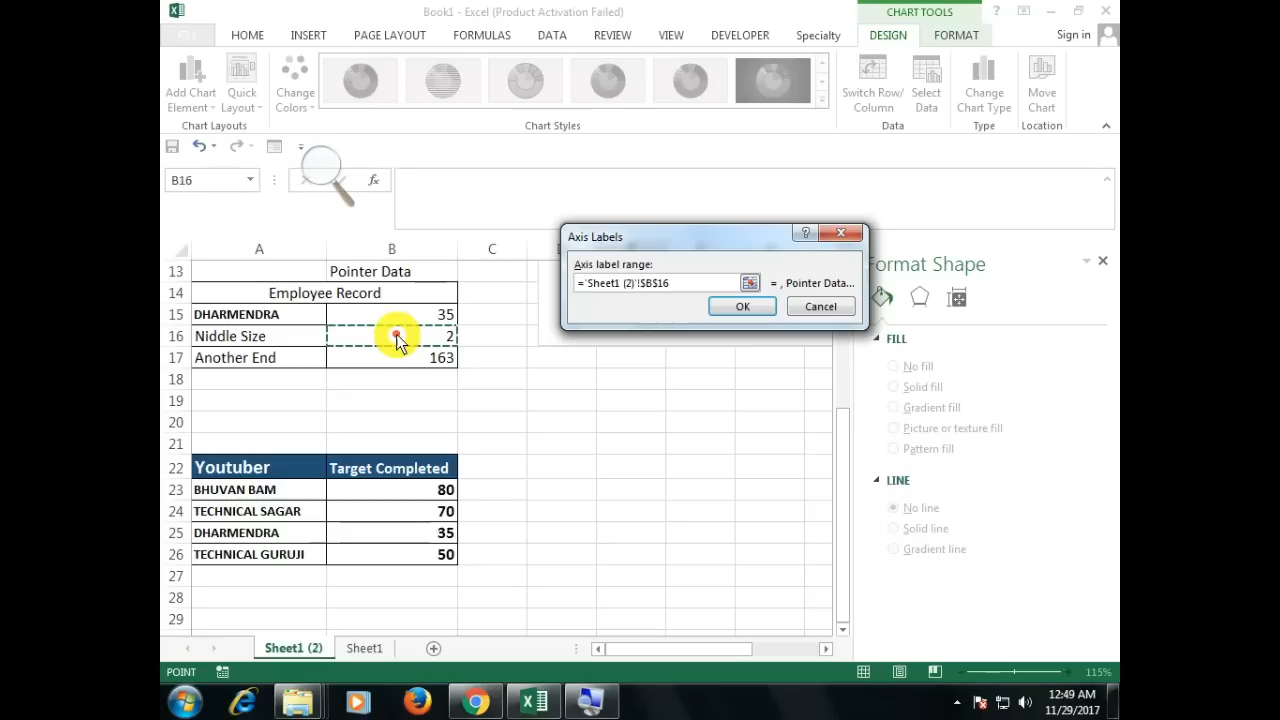 Book1 - Excel (Product Activation Failed)
CHART TOOLS
HOME INSERT PAGE LAYOUT FORMULAS DATA REVIEW VIEW DEVELOPER Specialty DESIGN FORMAT Sign in
Add Chart Element
Quick Layout
Change Colors
Switch Row/ Column
Select Data
Change Chart Type
Move Chart
Chart Layouts
Chart Styles
Data
Type
Location
B16
fx
Axis Labels
Axis label range:
='Sheet1 (2)'!$B$16
= , Pointer Data...
OK Cancel
Format Shape
FILL
No fill
Solid fill
Gradient fill
Picture or texture fill
Pattern fill
LINE
No line
Solid line
Gradient line
A B C
13 Pointer Data
14 Employee Record
15 DHARMENDRA 35
16 Niddle Size 2
17 Another End 163
18
19
20
21
22 Youtuber Target Completed
23 BHUVAN BAM 80
24 TECHNICAL SAGAR 70
25 DHARMENDRA 35
26 TECHNICAL GURUJI 50
27
28
29
Sheet1 (2) Sheet1
POINT
115%
12:49 AM
11/29/2017